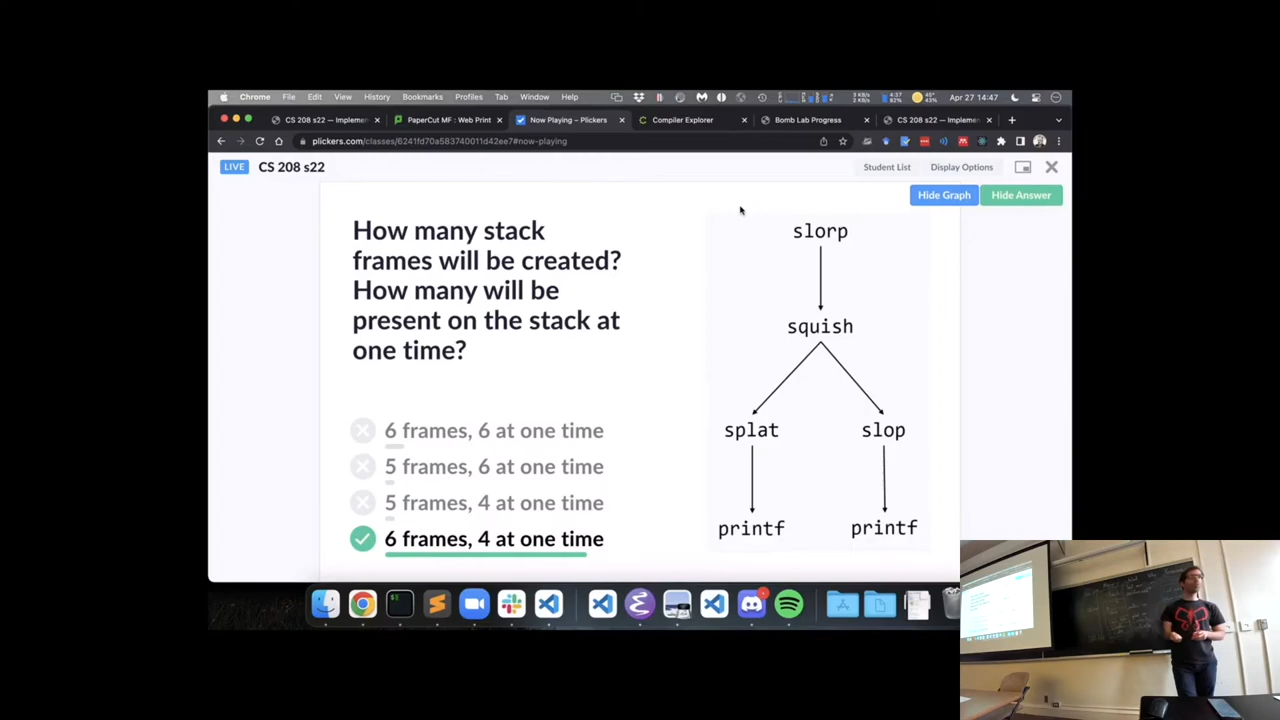 Chrome File Edit View History Bookmarks Profiles Tab Window Help Apr 27 14:47
CS 208 s22 — Implemen PaperCut MF : Web Print Now Playing – Plickers Compiler Explorer Bomb Lab Progress CS 208 s22 — Implemen
plickers.com/classes/6241fd70a583740011d42ee7#now-playing
LIVE CS 208 s22 Student List Display Options
Hide Graph Hide Answer
How many stack
frames will be created?
How many will be
present on the stack at
one time?
6 frames, 6 at one time
5 frames, 6 at one time
5 frames, 4 at one time
6 frames, 4 at one time
slorp
squish
splat slop
printf printf